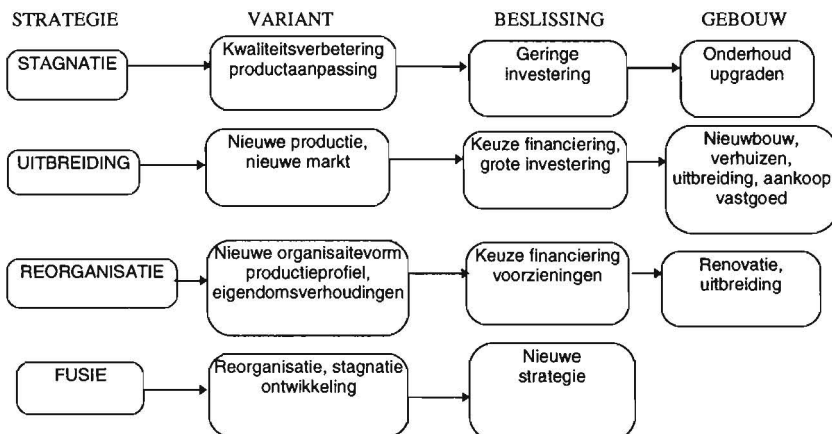 STRATEGIE VARIANT BESLISSING GEBOUW
STAGNATIE
Kwaliteitsverbetering
productaanpassing
Geringe
investering
Onderhoud
upgraden
UITBREIDING
Nieuwe productie,
nieuwe markt
Keuze financiering,
grote investering
Nieuwbouw,
verhuizen,
uitbreiding, aankoop
vastgoed
REORGANISATIE
Nieuwe organisaitevorm
productieprofiel,
eigendomsverhoudingen
Keuze financiering
voorzieningen
Renovatie,
uitbreiding
FUSIE
Reorganisatie, stagnatie
ontwikkeling
Nieuwe
strategie